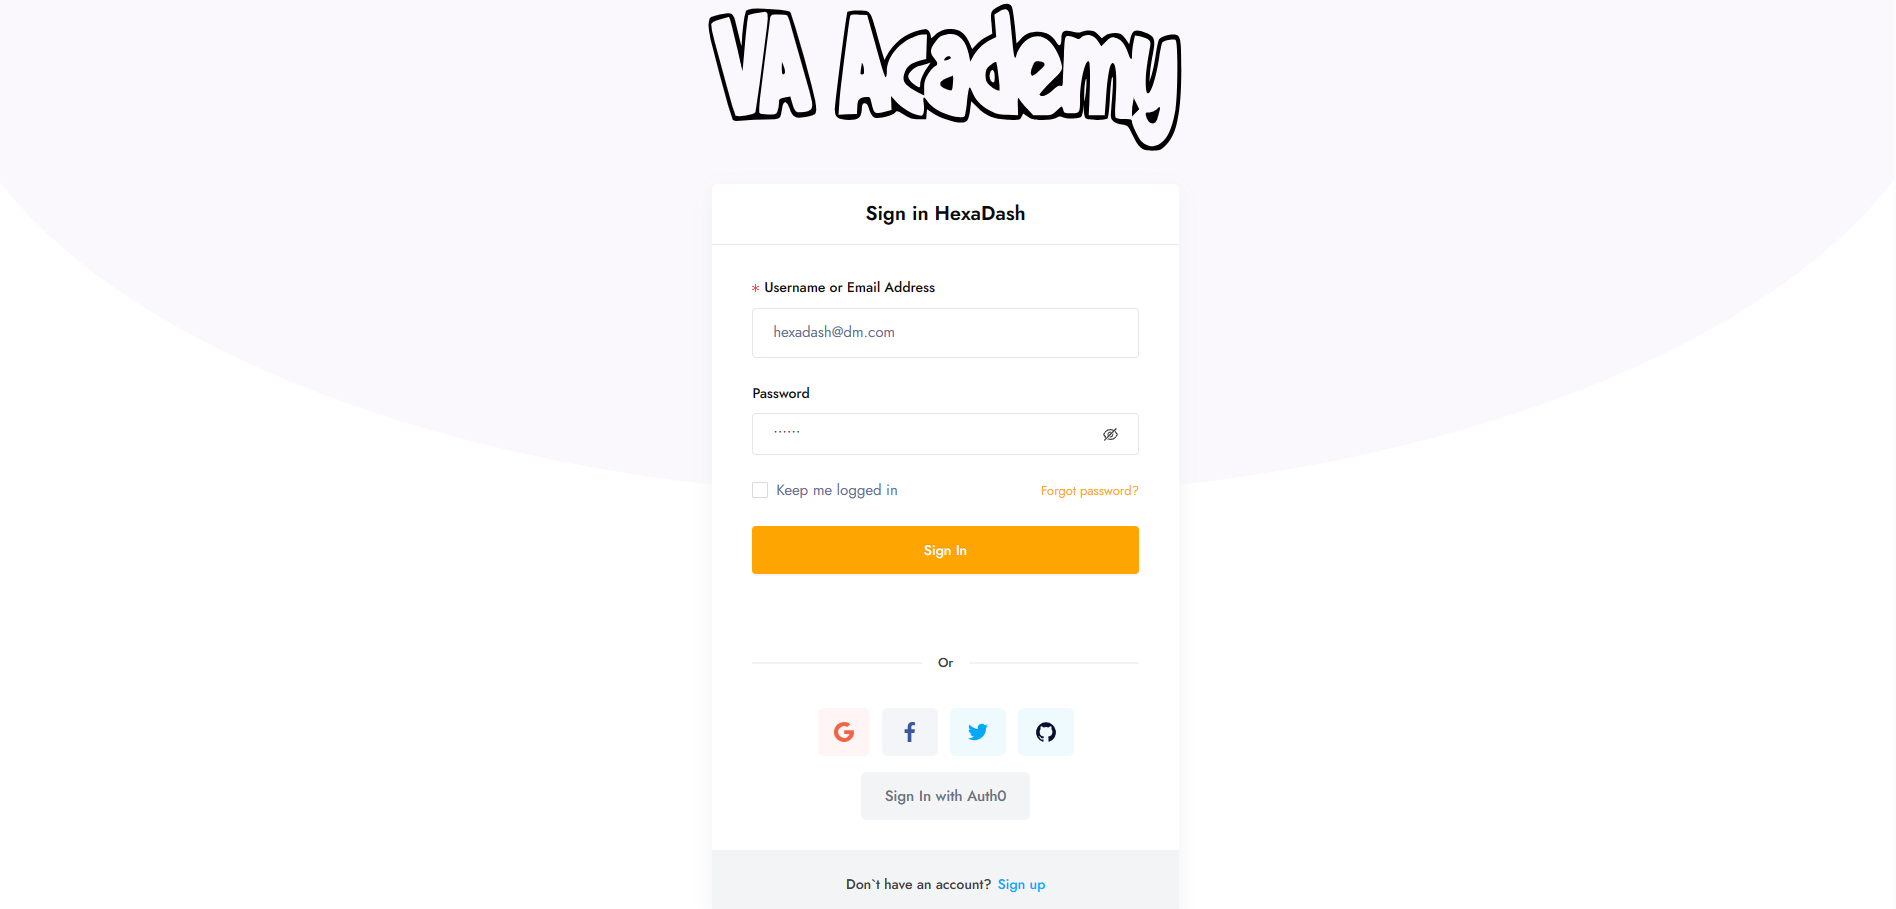 VA Academy
Sign in HexaDash
* Username or Email Address
hexadash@dm.com
Password
······
Keep me logged in
Forgot password?
Sign In
Or
Sign In with Auth0
Don`t have an account? Sign up